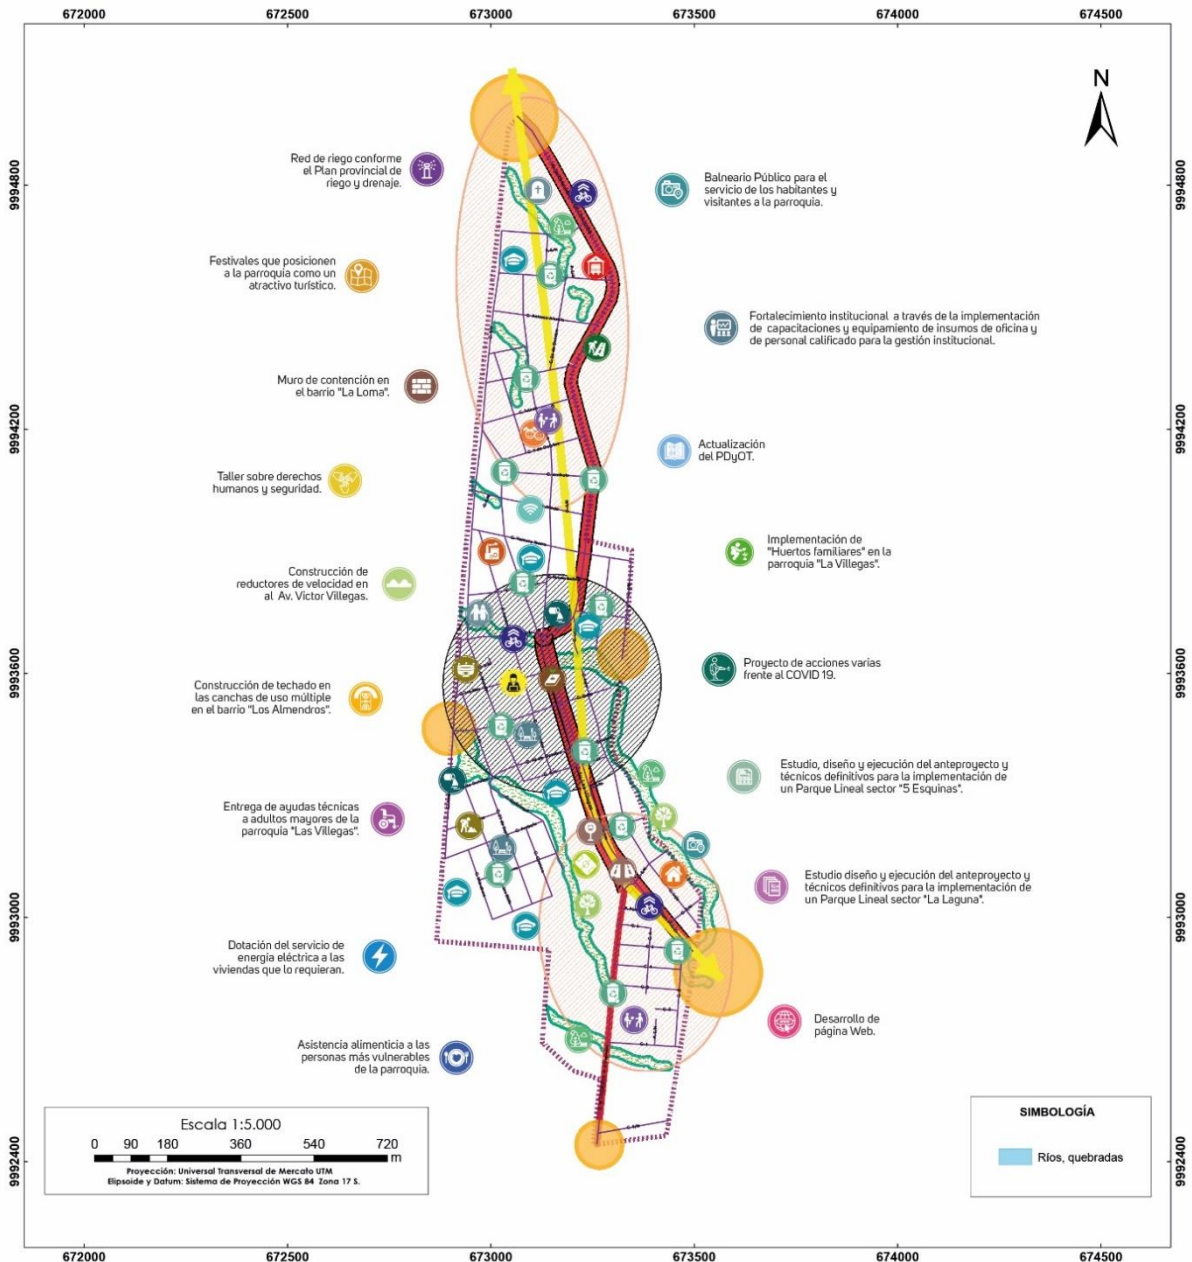 672000 672500 673000 673500 674000 674500
N
9994800
9994800
Red de riego conforme
el Plan provincial de
riego y drenaje.
Balneario Público para el
servicio de los habitantes y
visitantes a la parroquia.
Festivales que posicionen
a la parroquia como un
atractivo turístico.
Fortalecimiento institucional a través de la implementación
de capacitaciones y equipamiento de insumos de oficina y
de personal calificado para la gestión institucional.
Muro de contención en
el barrio "La Loma".
9994200
9994200
Actualización
del PDyOT.
Taller sobre derechos
humanos y seguridad.
Implementación de
"Huertos familiares" en la
parroquia "La Villegas".
Construcción de
reductores de velocidad en
al Av. Víctor Villegas.
9993600
9993600
Proyecto de acciones varias
frente al COVID 19.
Construcción de techado en
las canchas de uso múltiple
en el barrio "Los Almendros".
Estudio, diseño y ejecución del anteproyecto y
técnicos definitivos para la implementación de
un Parque Lineal sector "5 Esquinas".
Entrega de ayudas técnicas
a adultos mayores de la
parroquia "Las Villegas".
Estudio diseño y ejecución del anteproyecto y
técnicos definitivos para la implementación de
un Parque Lineal sector "La Laguna".
9993000
9993000
Dotación del servicio de
energía eléctrica a las
viviendas que lo requieran.
Desarrollo de
página Web.
Asistencia alimenticia a las
personas más vulnerables
de la parroquia.
9992400
9992400
Escala 1:5.000
0 90 180 360 540 720
m
Proyección: Universal Transversal de Mercato UTM
Elipsoide y Datum: Sistema de Proyección WGS 84 Zona 17 S.
SIMBOLOGÍA
Ríos, quebradas
672000 672500 673000 673500 674000 674500